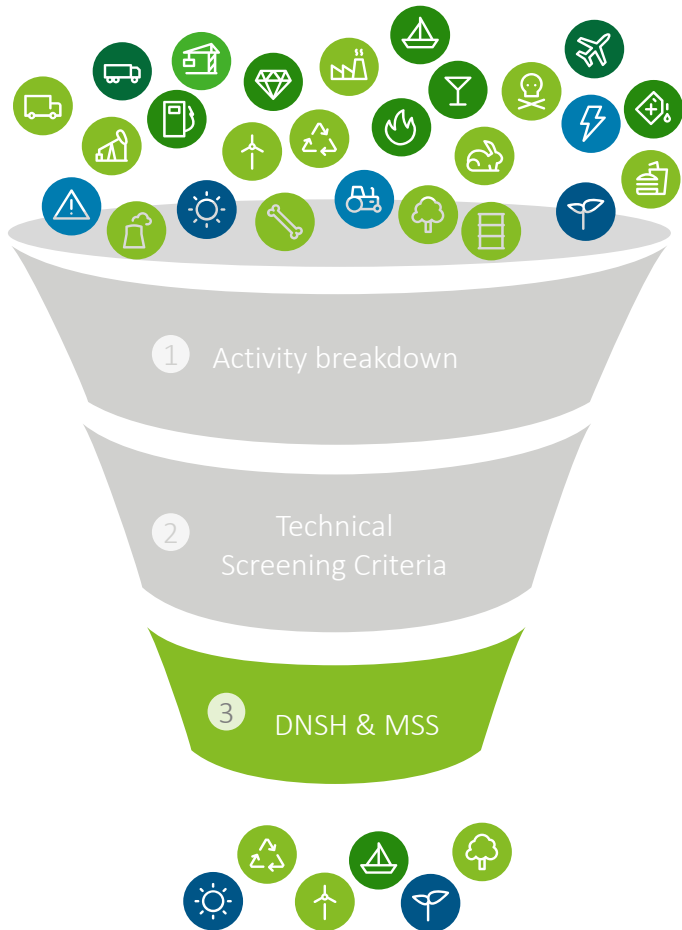 1 Activity breakdown
2 Technical
Screening Criteria
3 DNSH & MSS